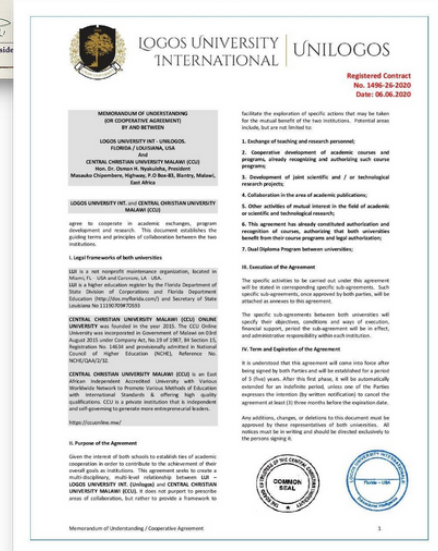 side
LOGOS UNIVERSITY
INTERNATIONAL
UNILOGOS
Registered Contract
No. 1496-26-2020
Date: 06.06.2020
MEMORANDUM OF UNDERSTANDING
(OR COOPERATIVE AGREEMENT)
BY AND BETWEEN
LOGOS UNIVERSITY INT - UNILOGOS,
FLORIDA / LOUISIANA, USA
And
CENTRAL CHRISTIAN UNIVERSITY MALAWI (CCU)
Hon. Dr. Osmon H. Nyakuleha, President
Masauko Chipembere, Highway, P.O Box-83, Blantry, Malawi,
East Africa
LOGOS UNIVERSITY INT. and CENTRAL CHRISTIAN UNIVERSITY
MALAWI (CCU)
agree to cooperate in academic exchanges, program
development and research. This document establishes the
guiding terms and principles of collaboration between the two
institutions.
I. Legal frameworks of both universities
LUI is a not nonprofit maintenance organization, located in
Miami, FL - USA and Converse, LA - USA.
LUI is a higher education register by the Florida Department of
State Division of Corporations and Florida Department
Education (http://dos.myflorida.com/) and Secretary of State
Louisiana No
CENTRAL CHRISTIAN UNIVERSITY MALAWI (CCU) ONLINE
UNIVERSITY was founded in the year 2015. The CCU Online
University was incorporated in Government of Malawi on 03rd
August 2015 under Company Act, No 19 of 1987, 84 Section 15,
Registration No. 14634 and provisionally admitted in National
Council of Higher Education (NCHE), Reference No.
NCHE/QAA/2/32.
CENTRAL CHRISTIAN UNIVERSITY MALAWI (CCU) is an East
African Independent Accredited University with Various
Worldwide Network to Promote Various Methods of Education
with International Standards & offering high quality
qualifications. CCU is a private institution that is independent
and self-governing to generate more entrepreneurial leaders.
https://ccuonline.mw/
II. Purpose of the Agreement
Given the interest of both schools to establish ties of academic
cooperation in order to contribute to the achievement of their
overall goals as institutions. This agreement seeks to create a
multi-disciplinary, multi-level relationship between LUI –
LOGOS UNIVERSITY INT. (Unilogos) and CENTRAL CHRISTIAN
UNIVERSITY MALAWI (CCU). It does not purport to prescribe
areas of collaboration, but rather to provide a framework to
facilitate the exploration of specific actions that may be taken
for the mutual benefit of the two institutions. Potential areas
include, but are not limited to:
1. Exchange of teaching and research personnel;
2. Cooperative development of academic courses and
programs, already recognizing and authorizing such course
programs;
3. Development of joint scientific and / or technological
research projects;
4. Collaboration in the area of academic publications;
5. Other activities of mutual interest in the field of academic
or scientific and technological research;
6. This agreement has already constituted authorization and
recognition of courses, authorizing that both universities
benefit from their course programs and legal authorization;
7. Dual Diploma Program between universities;
III. Execution of the Agreement
The specific activities to be carried out under this agreement
will be stated in corresponding specific sub-agreements. Such
specific sub-agreements, once approved by both parties, will be
attached as annexes to this agreement.
The specific sub-agreements between both universities will
specify their objectives, conditions and ways of execution,
financial support, period the sub-agreement will be in effect,
and administrative responsibility within each institution.
IV. Term and Expiration of the Agreement
It is understood that this agreement will come into force after
being signed by both Parties and will be established for a period
of 5 (five) years. After this first phase, it will be automatically
extended for an indefinite period, unless one of the Parties
expresses the intention (by written notification) to cancel the
agreement at least (3) three months before the expiration date.
Any additions, changes, or deletions to this document must be
approved by these representatives of both universities. All
notices must be in writing and should be directed exclusively to
the persons signing it.
COMMON
SEAL
Florida - USA
Memorandum of Understanding / Cooperative Agreement
1